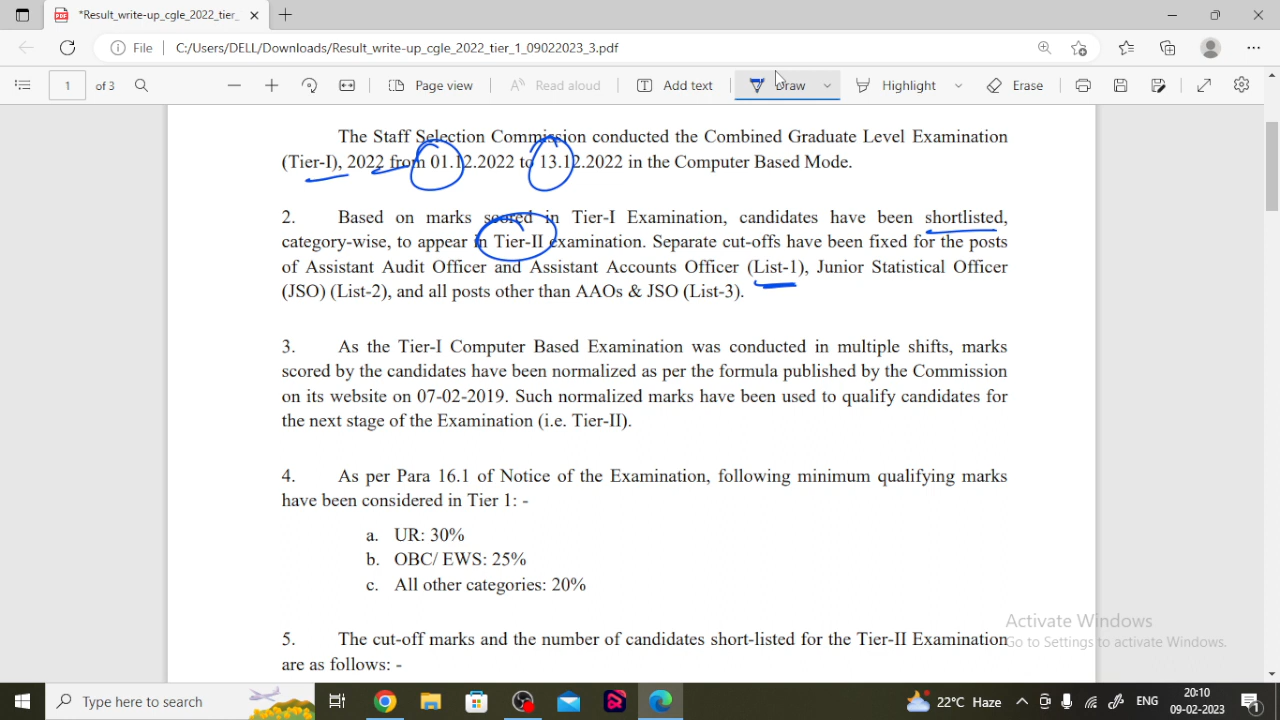 *Result_write-up_cgle_2022_tier_
File
C:/Users/DELL/Downloads/Result_write-up_cgle_2022_tier_1_09022023_3.pdf
1 of 3
Page view
Read aloud
Add text
Draw
Highlight
Erase
The Staff Selection Commission conducted the Combined Graduate Level Examination
(Tier-I), 2022 from 01.12.2022 to 13.12.2022 in the Computer Based Mode.
2. Based on marks scored in Tier-I Examination, candidates have been shortlisted,
category-wise, to appear in Tier-II examination. Separate cut-offs have been fixed for the posts
of Assistant Audit Officer and Assistant Accounts Officer (List-1), Junior Statistical Officer
(JSO) (List-2), and all posts other than AAOs & JSO (List-3).
3. As the Tier-I Computer Based Examination was conducted in multiple shifts, marks
scored by the candidates have been normalized as per the formula published by the Commission
on its website on 07-02-2019. Such normalized marks have been used to qualify candidates for
the next stage of the Examination (i.e. Tier-II).
4. As per Para 16.1 of Notice of the Examination, following minimum qualifying marks
have been considered in Tier 1: -
a. UR: 30%
b. OBC/ EWS: 25%
c. All other categories: 20%
5. The cut-off marks and the number of candidates short-listed for the Tier-II Examination
are as follows: -
Activate Windows
Go to Settings to activate Windows.
Type here to search
22°C Haze
ENG
20:10
09-02-2023
1